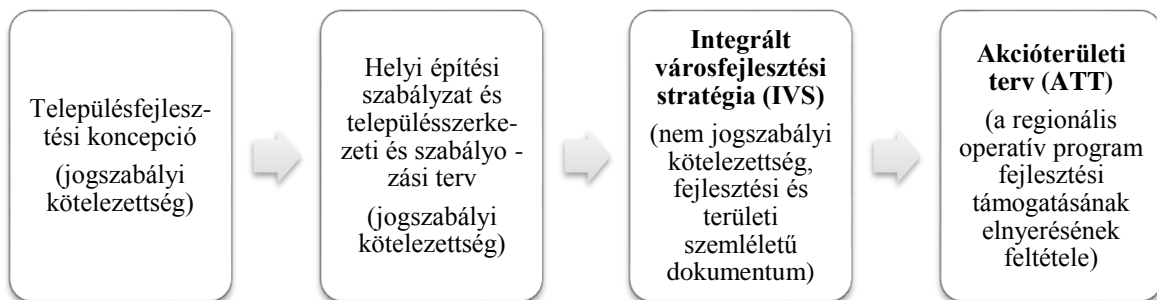 Településfejlesz-
tési koncepció
(jogszabályi
kötelezettség)
Helyi építési
szabályzat és
településszerke-
zeti és szabályo -
zási terv
(jogszabályi
kötelezettség)
Integrált
városfejlesztési
stratégia (IVS)
(nem jogszabályi
kötelezettség,
fejlesztési és
területi
szemléletű
dokumentum)
Akcióterületi
terv (ATT)
(a regionális
operatív program
fejlesztési
támogatásának
elnyerésének
feltétele)